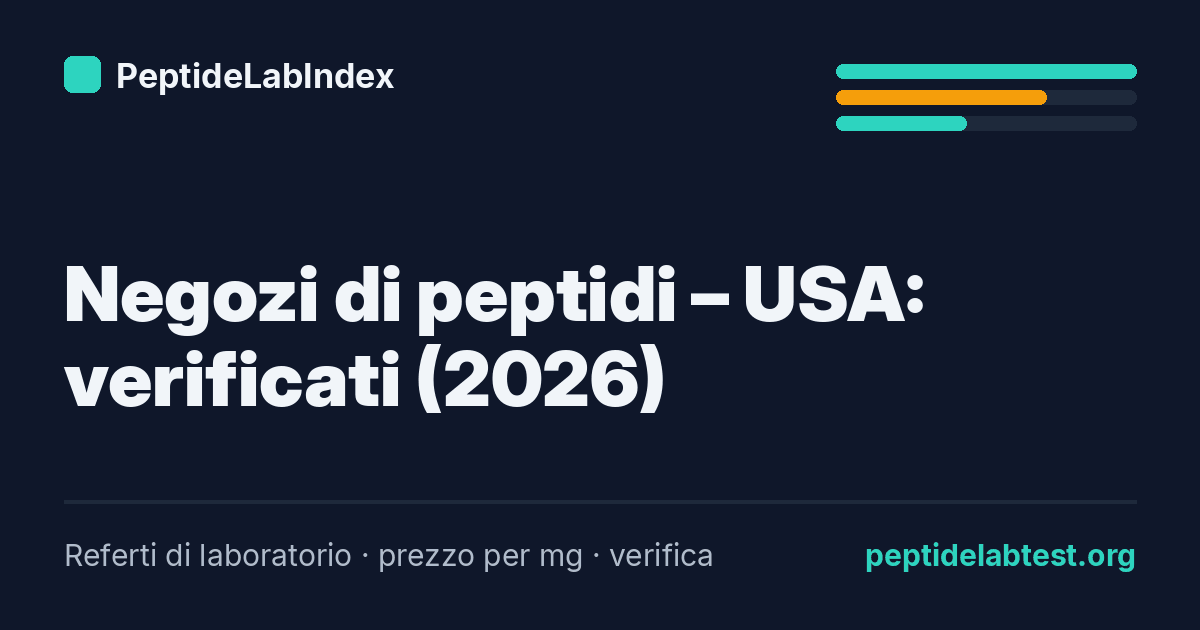 PeptideLabIndex
Negozi di peptidi – USA:
verificati (2026)
Referti di laboratorio · prezzo per mg · verifica
peptidelabtest.org